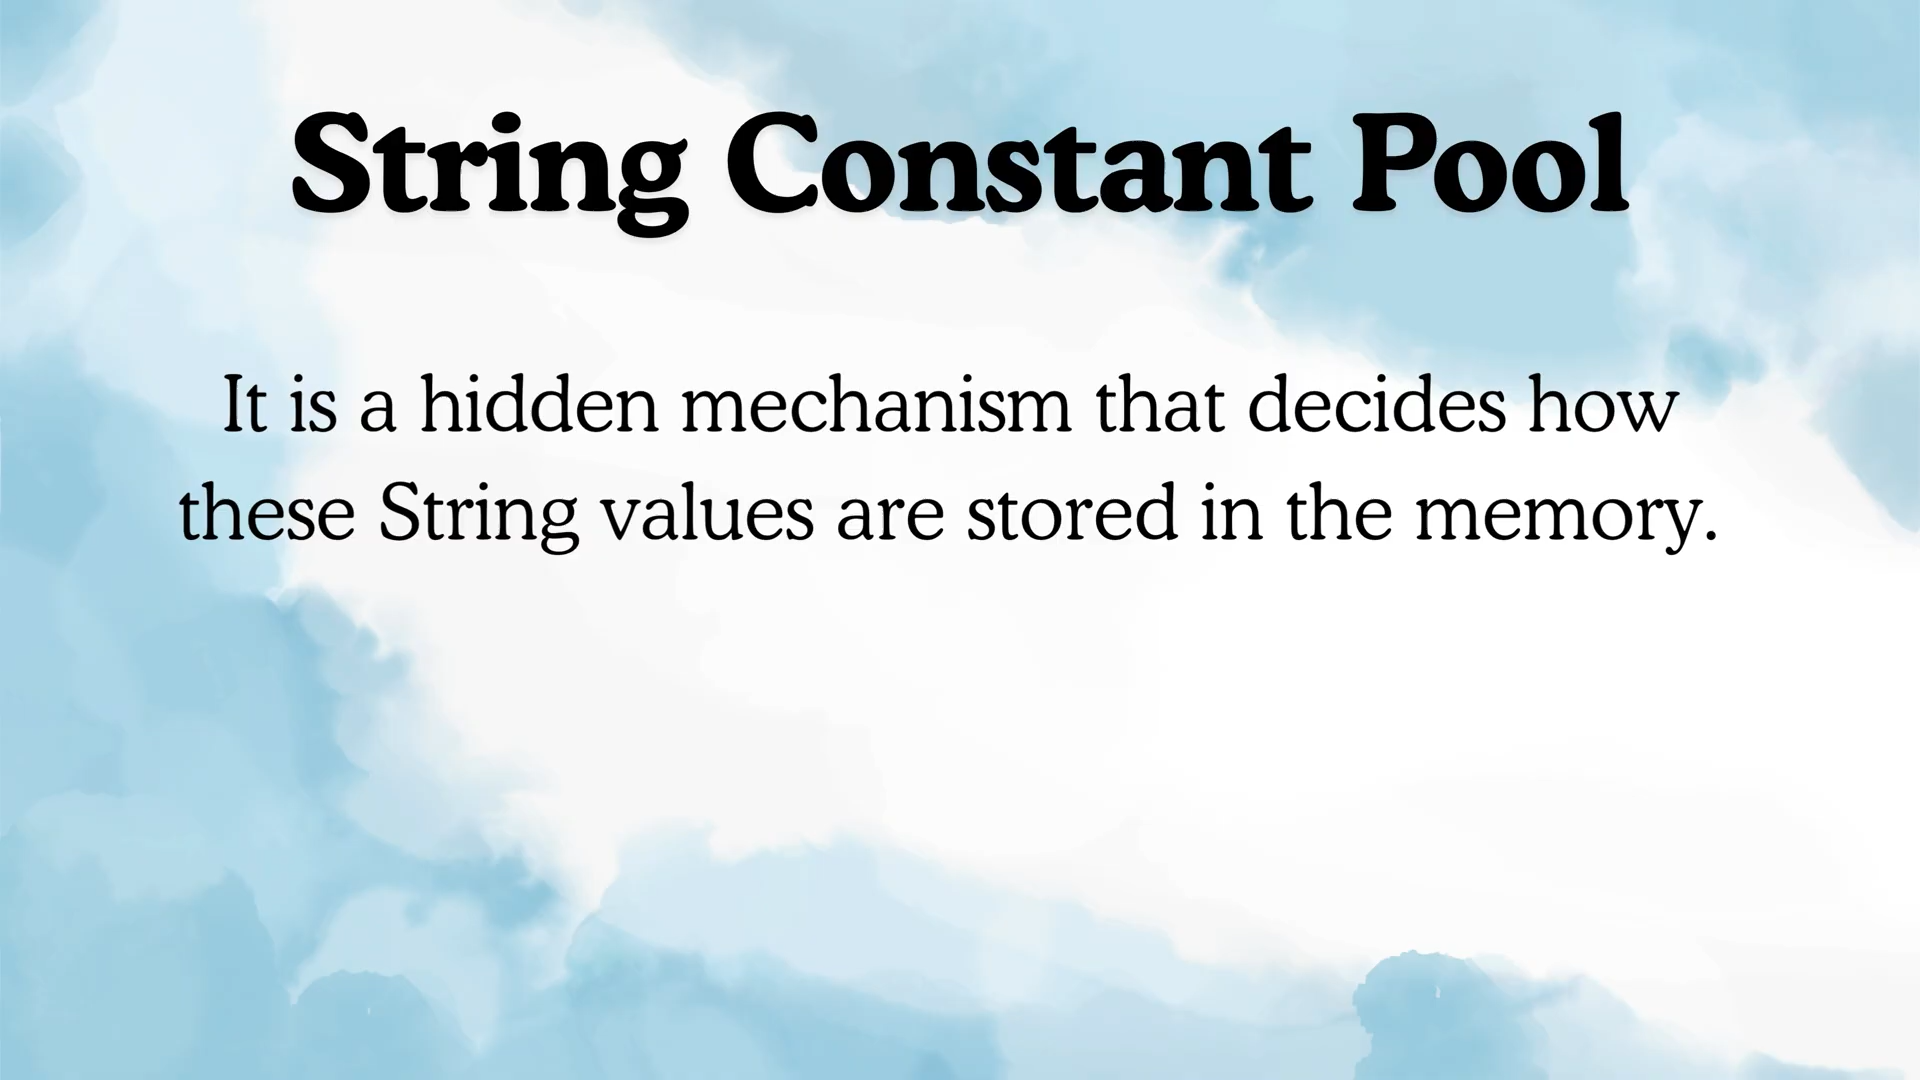 String Constant Pool
It is a hidden mechanism that decides how
these String values are stored in the memory.